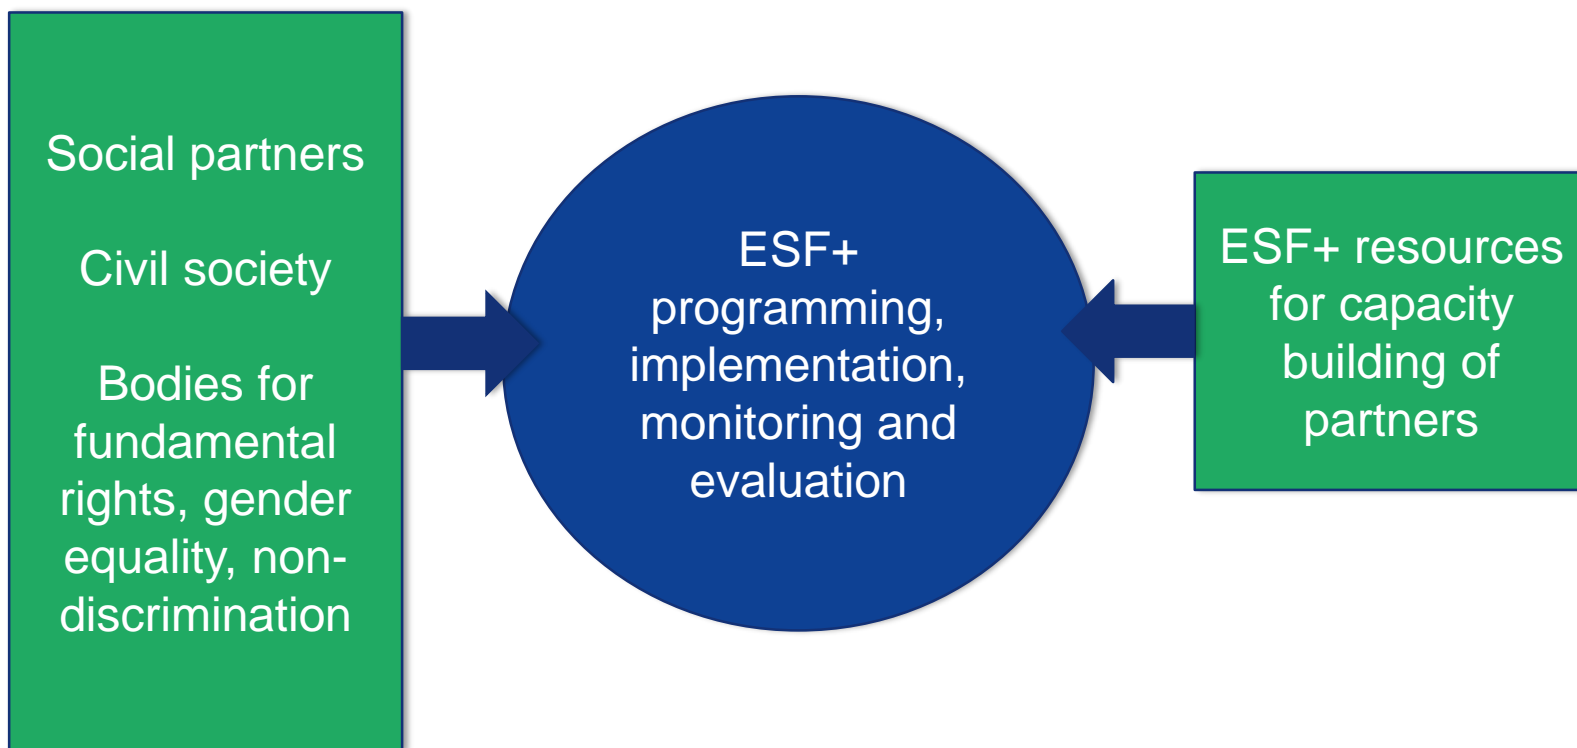 Social partners
Civil society
Bodies for
fundamental
rights, gender
equality, non-
discrimination
ESF+
programming,
implementation,
monitoring and
evaluation
ESF+ resources
for capacity
building of
partners